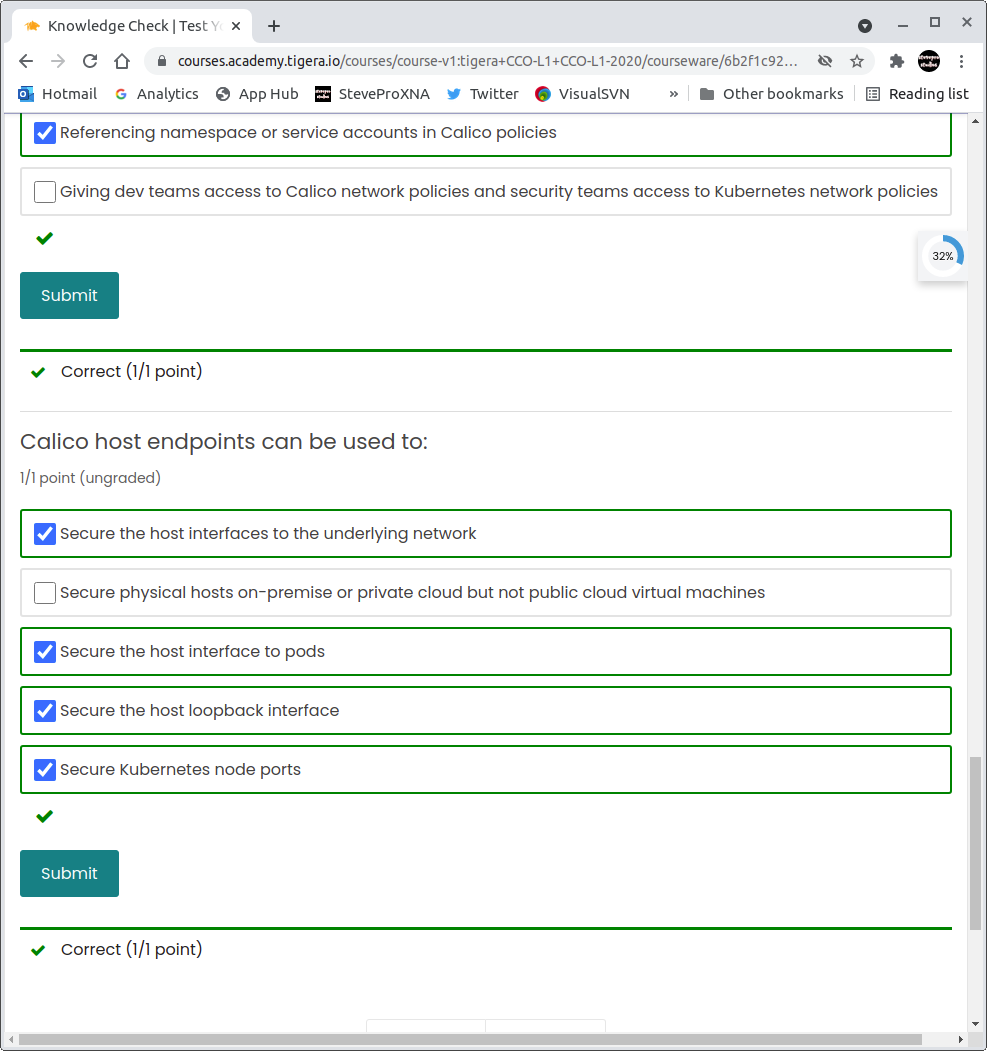 Knowledge Check | Test Yo
courses.academy.tigera.io/courses/course-v1:tigera+CCO-L1+CCO-L1-2020/courseware/6b2f1c92...
Hotmail Analytics App Hub SteveProXNA Twitter VisualSVN » Other bookmarks Reading list
Referencing namespace or service accounts in Calico policies
Giving dev teams access to Calico network policies and security teams access to Kubernetes network policies
32%
Submit
Correct (1/1 point)
Calico host endpoints can be used to:
1/1 point (ungraded)
Secure the host interfaces to the underlying network
Secure physical hosts on-premise or private cloud but not public cloud virtual machines
Secure the host interface to pods
Secure the host loopback interface
Secure Kubernetes node ports
Submit
Correct (1/1 point)